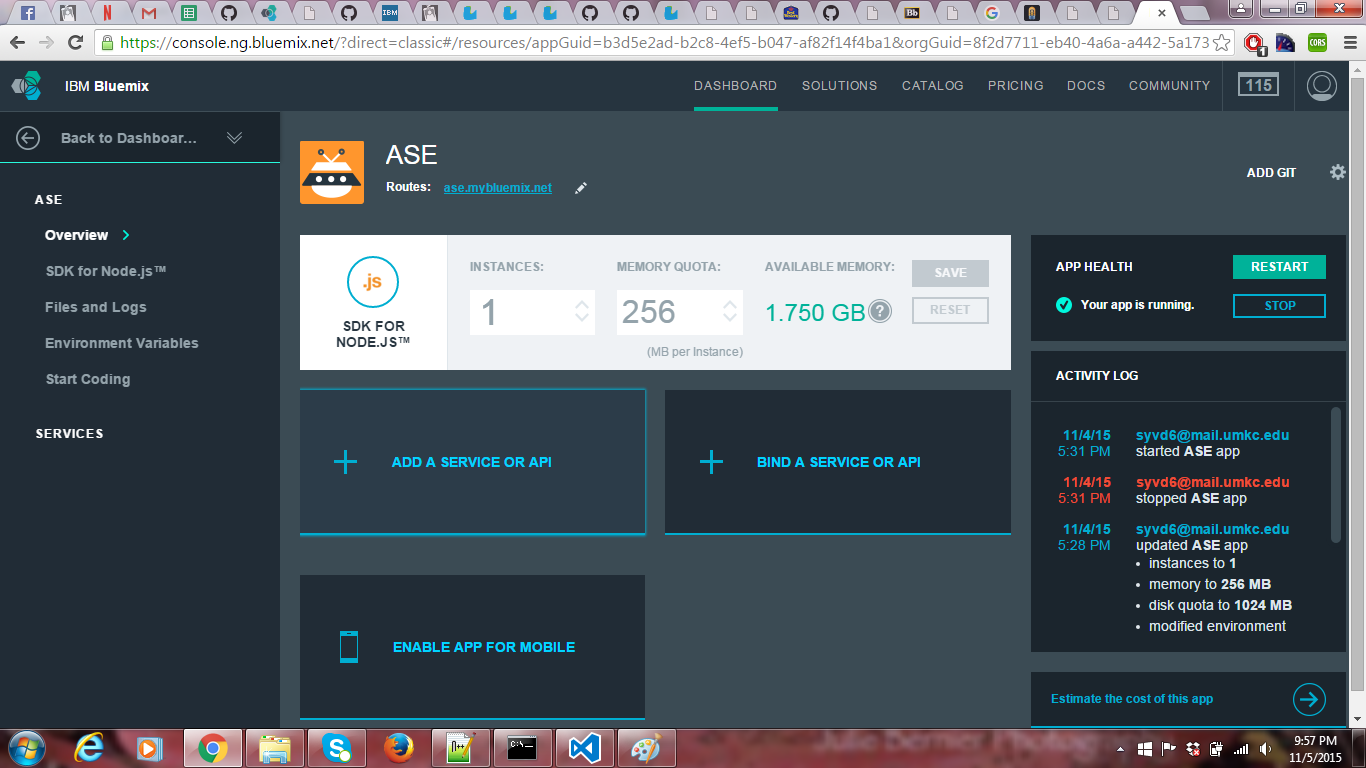 https://console.ng.bluemix.net/?direct=classic#/resources/appGuid=b3d5e2ad-b2c8-4ef5-b047-af82f14f4ba1&orgGuid=8f2d7711-eb40-4a6a-a442-5a173
1
CORS
IBM Bluemix
DASHBOARD
SOLUTIONS
CATALOG
PRICING
DOCS
COMMUNITY
115
Back to Dashboar...
ASE
Overview
SDK for Node.js™
Files and Logs
Environment Variables
Start Coding
SERVICES
ASE
Routes: ase.mybluemix.net
ADD GIT
.js
SDK FOR
NODE.JS™
INSTANCES:
1
MEMORY QUOTA:
256
(MB per Instance)
AVAILABLE MEMORY:
1.750 GB ?
SAVE
RESET
ADD A SERVICE OR API
BIND A SERVICE OR API
ENABLE APP FOR MOBILE
APP HEALTH
RESTART
Your app is running.
STOP
ACTIVITY LOG
11/4/15 syvd6@mail.umkc.edu
5:31 PM started ASE app
11/4/15 syvd6@mail.umkc.edu
5:31 PM stopped ASE app
11/4/15 syvd6@mail.umkc.edu
5:28 PM updated ASE app
• instances to 1
• memory to 256 MB
• disk quota to 1024 MB
• modified environment
Estimate the cost of this app
9:57 PM
11/5/2015